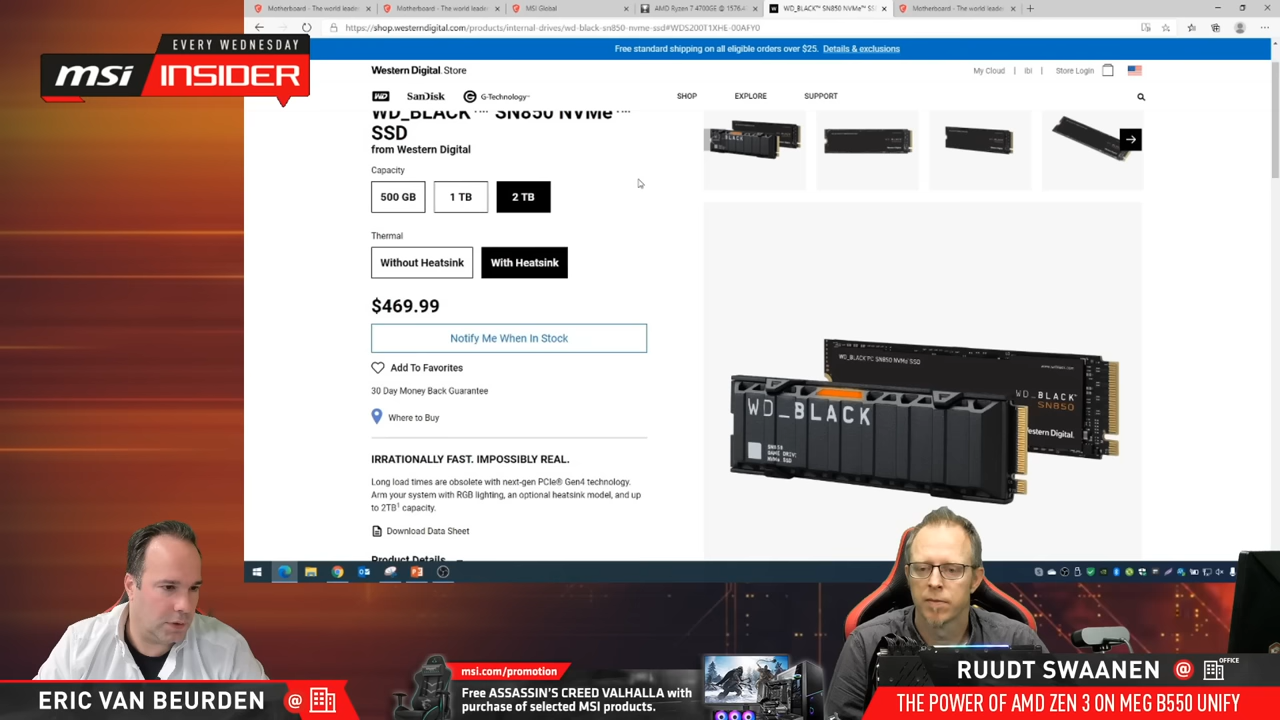 Motherboard - The world leade
Motherboard - The world leade
MSI Global
AMD Ryzen 7 4700GE @ 1576.4
WD_BLACK™ SN850 NVMe™ SS
Motherboard - The world leade
https://shop.westerndigital.com/products/internal-drives/wd-black-sn850-nvme-ssd#WDS200T1XHE-00AFY0
EVERY WEDNESDAY
msi INSIDER
Free standard shipping on all eligible orders over $25. Details & exclusions
Western Digital. Store
My Cloud | ibi | Store Login
WD SanDisk G-Technology™
SHOP EXPLORE SUPPORT
WD_BLACK™ SN850 NVMe™
SSD
from Western Digital
Capacity
500 GB 1 TB 2 TB
Thermal
Without Heatsink With Heatsink
$469.99
Notify Me When In Stock
Add To Favorites
30 Day Money Back Guarantee
Where to Buy
IRRATIONALLY FAST. IMPOSSIBLY REAL.
Long load times are obsolete with next-gen PCIe® Gen4 technology.
Arm your system with RGB lighting, an optional heatsink model, and up
to 2TB¹ capacity.
Download Data Sheet
Product Details
BLACK
WD_BLACK PC SN850 NVMe SSD
WD_BLACK
SN850
Western Digital.
WD_BLACK
SN850
GAME DRIVE
NVMe SSD
ERIC VAN BEURDEN @
msi.com/promotion
Free ASSASSIN'S CREED VALHALLA with
purchase of selected MSI products.
RUUDT SWAANEN @ OFFICE
THE POWER OF AMD ZEN 3 ON MEG B550 UNIFY